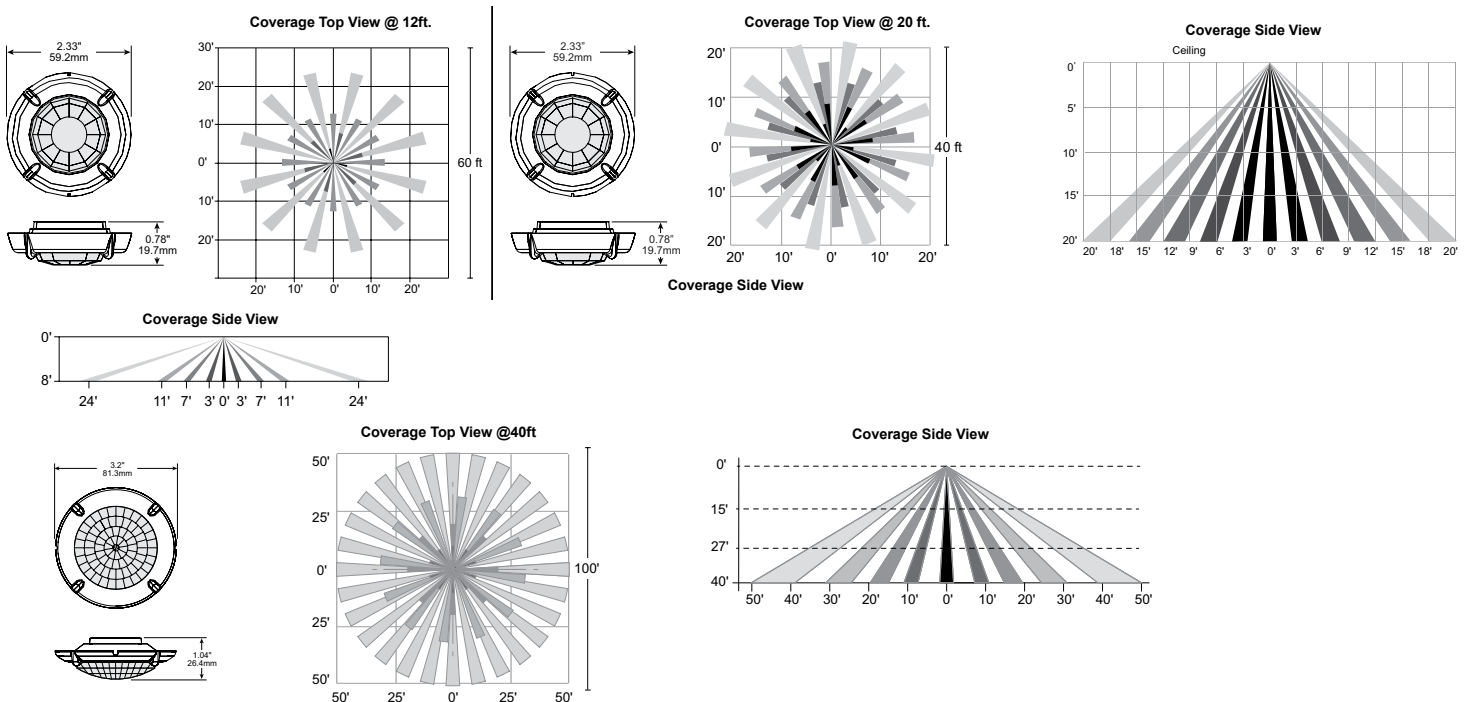 Coverage Top View @ 12ft.
2.33"
59.2mm
0.78"
19.7mm
30'
20'
10'
0'
10'
20'
20' 10' 0' 10' 20'
60 ft
Coverage Top View @ 20 ft.
2.33"
59.2mm
0.78"
19.7mm
20'
10'
0'
10'
20'
20' 10' 0' 10' 20'
40 ft
Coverage Side View
Coverage Side View
Ceiling
0'
5'
10'
15'
20'
20' 18' 15' 12' 9' 6' 3' 0' 3' 6' 9' 12' 15' 18' 20'
Coverage Side View
0'
8'
24' 11' 7' 3' 0' 3' 7' 11' 24'
3.2"
81.3mm
1.04"
26.4mm
Coverage Top View @40ft
50'
25'
0'
25'
50'
50' 25' 0' 25' 50'
100'
Coverage Side View
0'
15'
27'
40'
50' 40' 30' 20' 10' 0' 10' 20' 30' 40' 50'